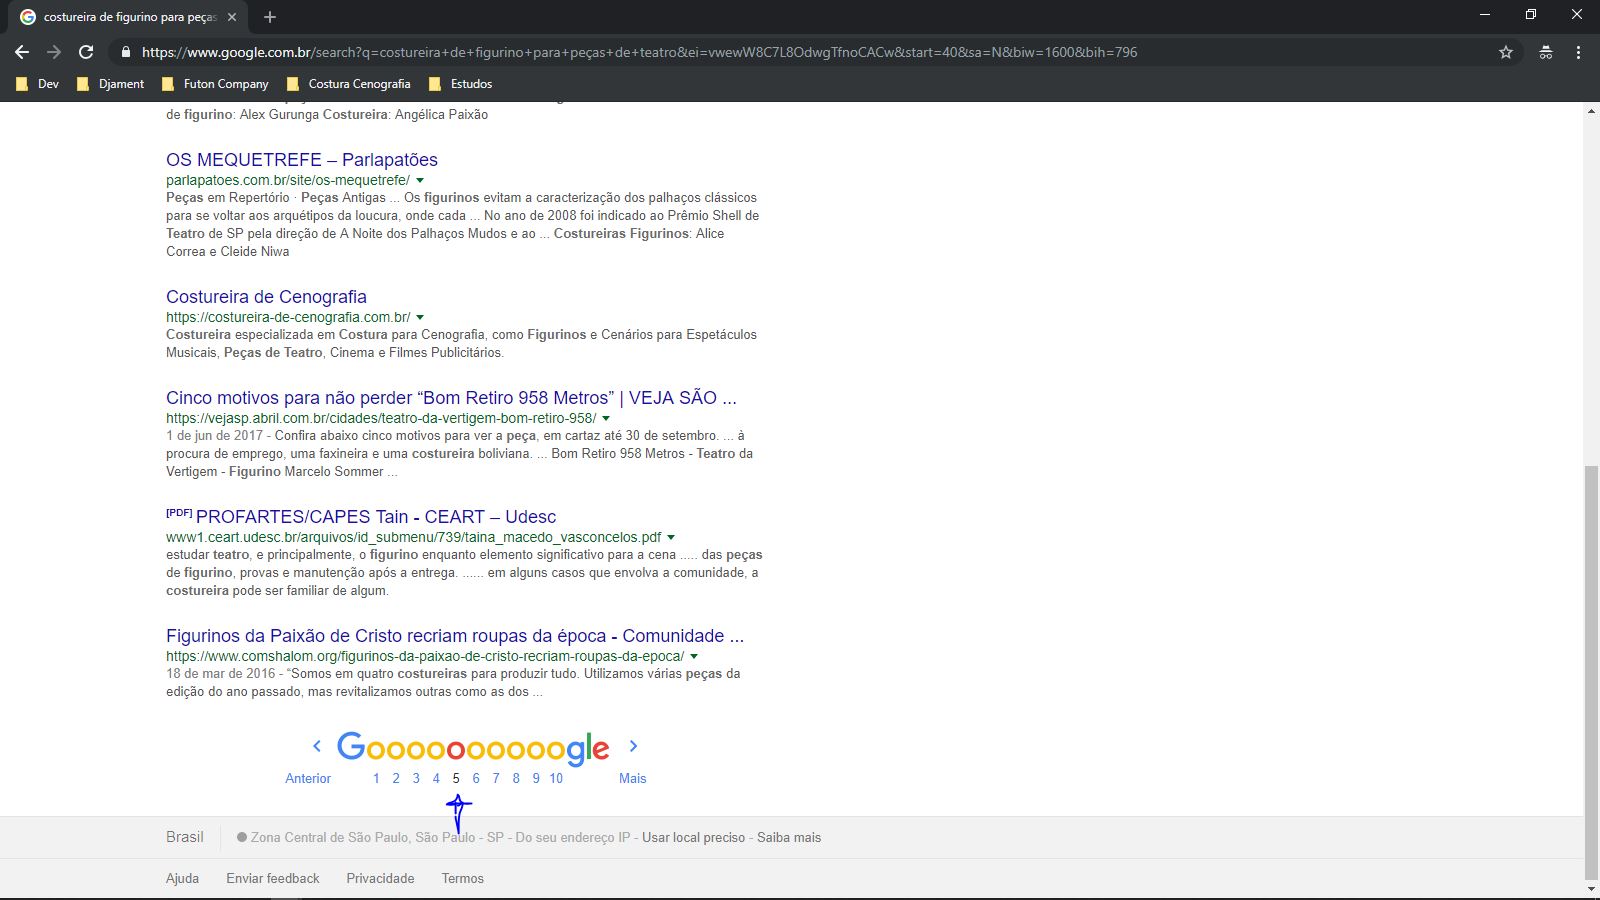 costureira de figurino para peças
https://www.google.com.br/search?q=costureira+de+figurino+para+peças+de+teatro&ei=vwewW8C7L8OdwgTfnoCACw&start=40&sa=N&biw=1600&bih=796
Dev Djament Futon Company Costura Cenografia Estudos
de figurino: Alex Gurunga Costureira: Angélica Paixão
OS MEQUETREFE – Parlapatões
parlapatoes.com.br/site/os-mequetrefe/
Peças em Repertório · Peças Antigas ... Os figurinos evitam a caracterização dos palhaços clássicos
para se voltar aos arquétipos da loucura, onde cada ... No ano de 2008 foi indicado ao Prêmio Shell de
Teatro de SP pela direção de A Noite dos Palhaços Mudos e ao ... Costureiras Figurinos: Alice
Correa e Cleide Niwa
Costureira de Cenografia
https://costureira-de-cenografia.com.br/
Costureira especializada em Costura para Cenografia, como Figurinos e Cenários para Espetáculos
Musicais, Peças de Teatro, Cinema e Filmes Publicitários.
Cinco motivos para não perder “Bom Retiro 958 Metros” | VEJA SÃO ...
https://vejasp.abril.com.br/cidades/teatro-da-vertigem-bom-retiro-958/
1 de jun de 2017 - Confira abaixo cinco motivos para ver a peça, em cartaz até 30 de setembro. ... à
procura de emprego, uma faxineira e uma costureira boliviana. ... Bom Retiro 958 Metros - Teatro da
Vertigem - Figurino Marcelo Sommer ...
[PDF] PROFARTES/CAPES Tain - CEART – Udesc
www1.ceart.udesc.br/arquivos/id_submenu/739/taina_macedo_vasconcelos.pdf
estudar teatro, e principalmente, o figurino enquanto elemento significativo para a cena ..... das peças
de figurino, provas e manutenção após a entrega. ...... em alguns casos que envolva a comunidade, a
costureira pode ser familiar de algum.
Figurinos da Paixão de Cristo recriam roupas da época - Comunidade ...
https://www.comshalom.org/figurinos-da-paixao-de-cristo-recriam-roupas-da-epoca/
18 de mar de 2016 - “Somos em quatro costureiras para produzir tudo. Utilizamos várias peças da
edição do ano passado, mas revitalizamos outras como as dos ...
Goooooooooogle
Anterior 1 2 3 4 5 6 7 8 9 10 Mais
Brasil Zona Central de São Paulo, São Paulo - SP - Do seu endereço IP - Usar local preciso - Saiba mais
Ajuda Enviar feedback Privacidade Termos